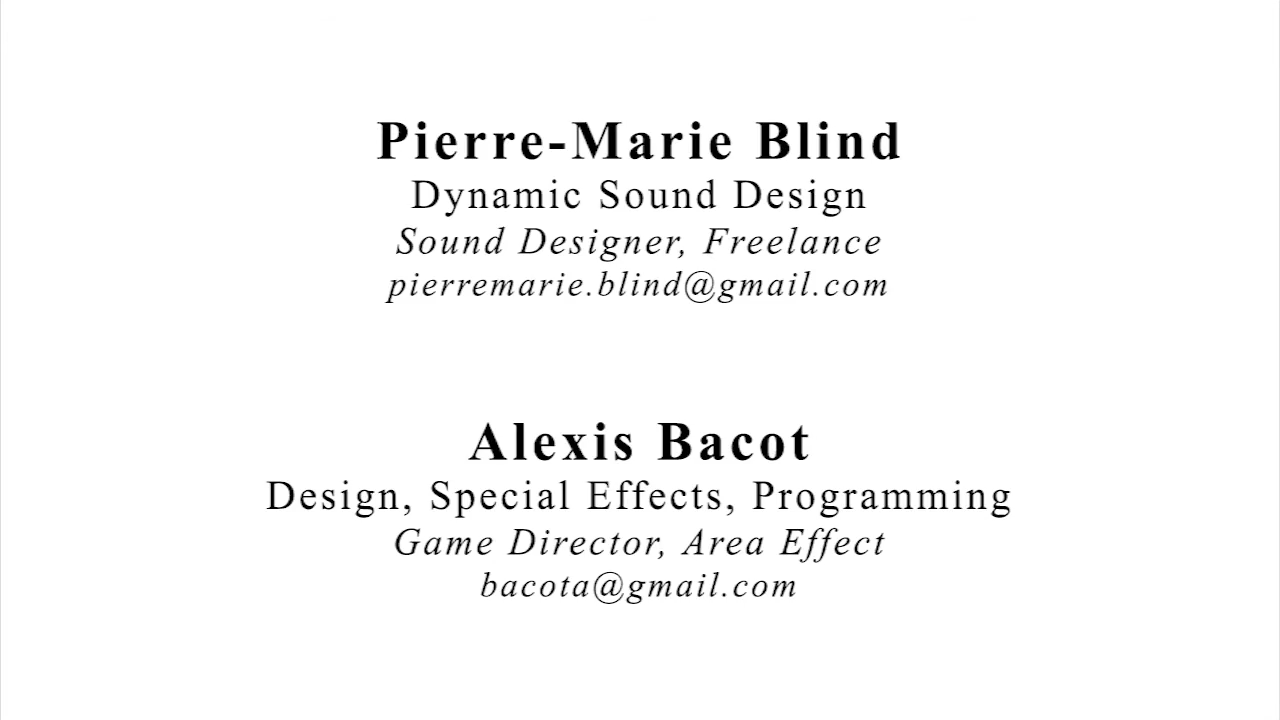 Pierre-Marie Blind
Dynamic Sound Design
Sound Designer, Freelance
pierremarie.blind@gmail.com
Alexis Bacot
Design, Special Effects, Programming
Game Director, Area Effect
bacota@gmail.com